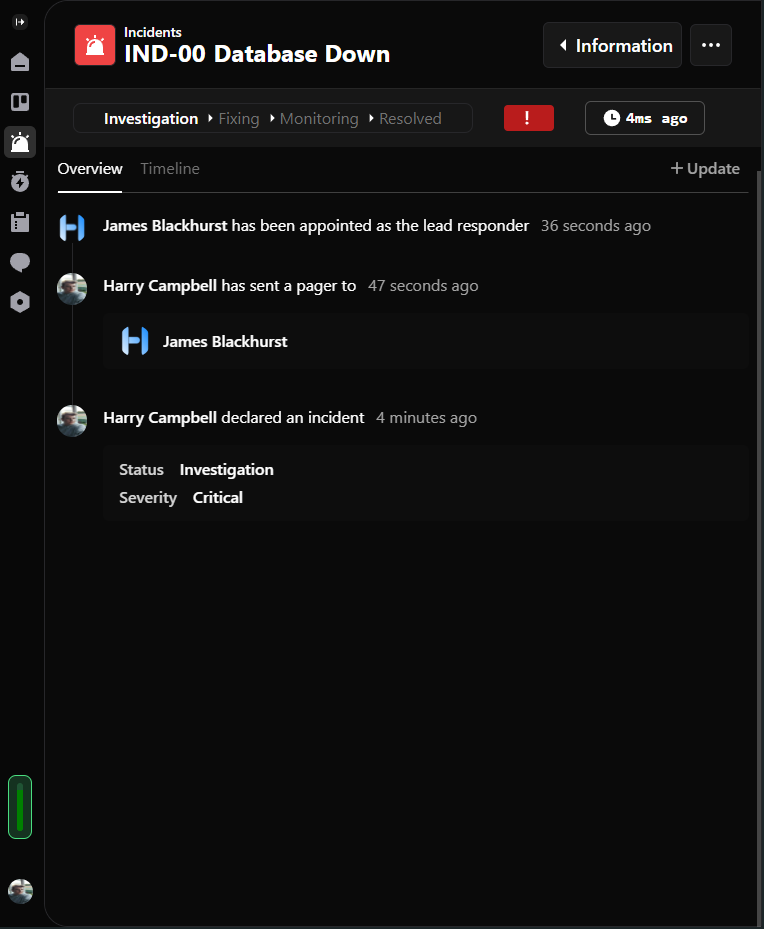 Incidents
IND-00 Database Down
Information
Investigation Fixing Monitoring Resolved
!
4ms ago
Overview Timeline
+ Update
James Blackhurst has been appointed as the lead responder 36 seconds ago
Harry Campbell has sent a pager to 47 seconds ago
James Blackhurst
Harry Campbell declared an incident 4 minutes ago
Status Investigation
Severity Critical